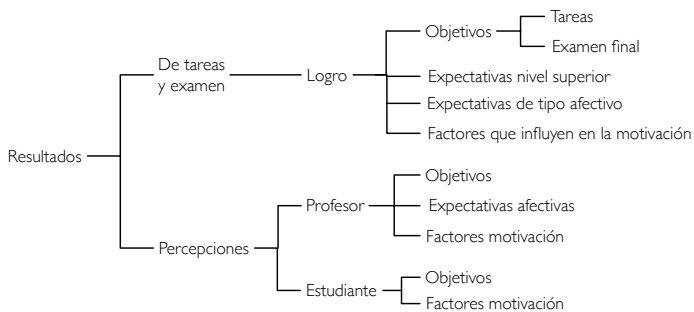 Resultados
De tareas
y examen
Logro
Objetivos
Tareas
Examen final
Expectativas nivel superior
Expectativas de tipo afectivo
Factores que influyen en la motivación
Percepciones
Profesor
Objetivos
Expectativas afectivas
Factores motivación
Estudiante
Objetivos
Factores motivación